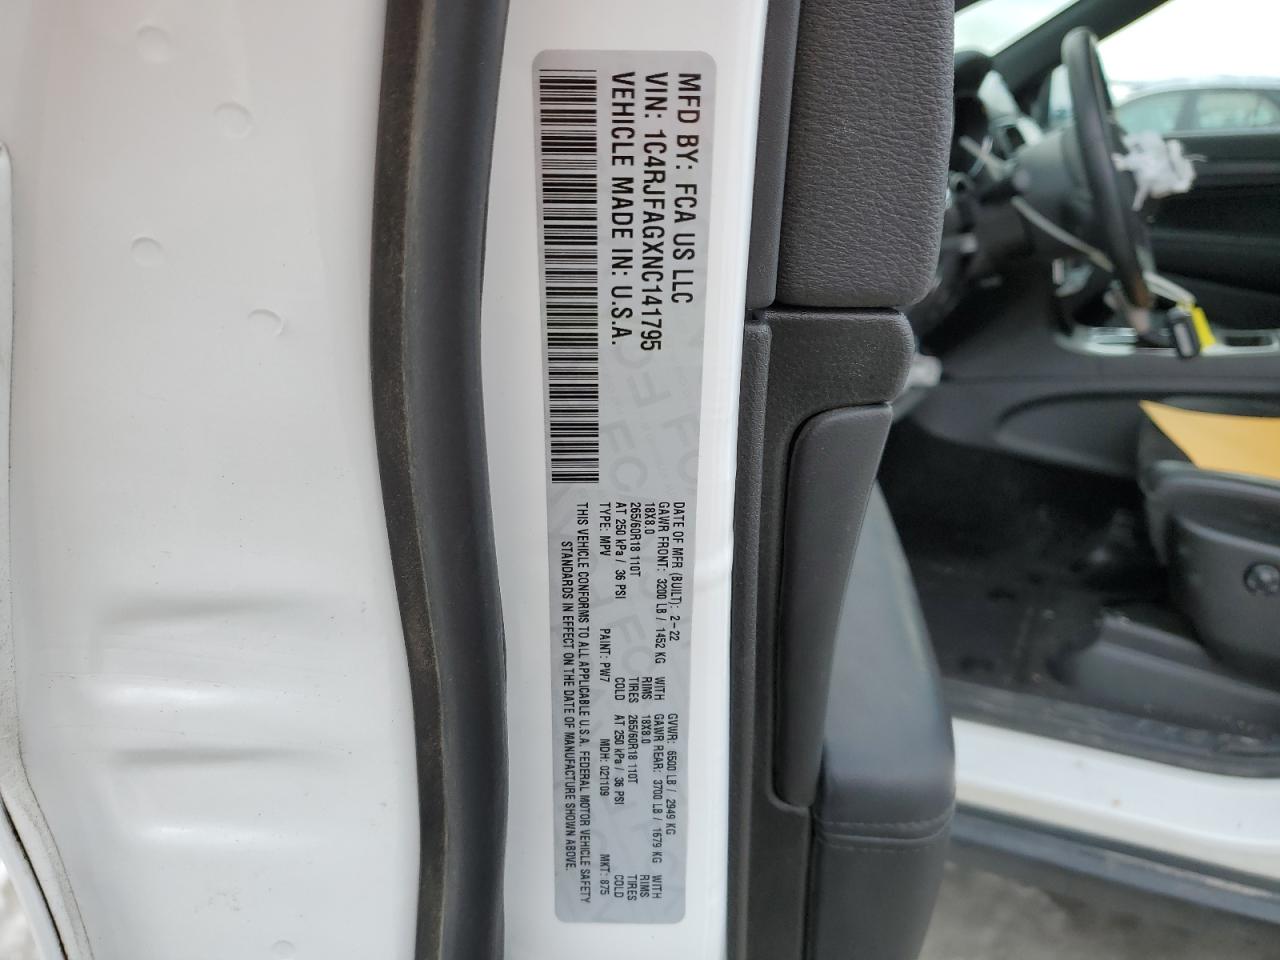 MFD BY: FCA US LLC
VIN: 1C4RJFAGXNC141795
VEHICLE MADE IN: U.S.A.
DATE OF MFR (BUILT): 2-22 GVWR: 6500 LB / 2949 KG
GAWR FRONT: 3200 LB / 1452 KG WITH GAWR REAR: 3700 LB / 1679 KG WITH
18X8.0 RIMS 18X8.0 RIMS
265/60R18 110T TIRES 265/60R18 110T TIRES
AT 250 kPa / 36 PSI COLD AT 250 kPa / 36 PSI COLD
TYPE: MPV PAINT: PW7 MDH: 021109 MKT: 875
THIS VEHICLE CONFORMS TO ALL APPLICABLE U.S.A. FEDERAL MOTOR VEHICLE SAFETY
STANDARDS IN EFFECT ON THE DATE OF MANUFACTURE SHOWN ABOVE.